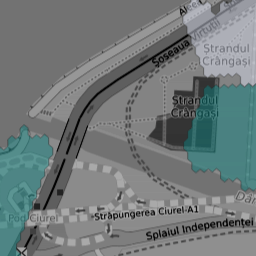 Șoseaua Virtuții
Strandul
Crângași
Strandul
Crângași
Pod Ciurel
Străpungerea Ciurel-A1
Splaiul Independenței